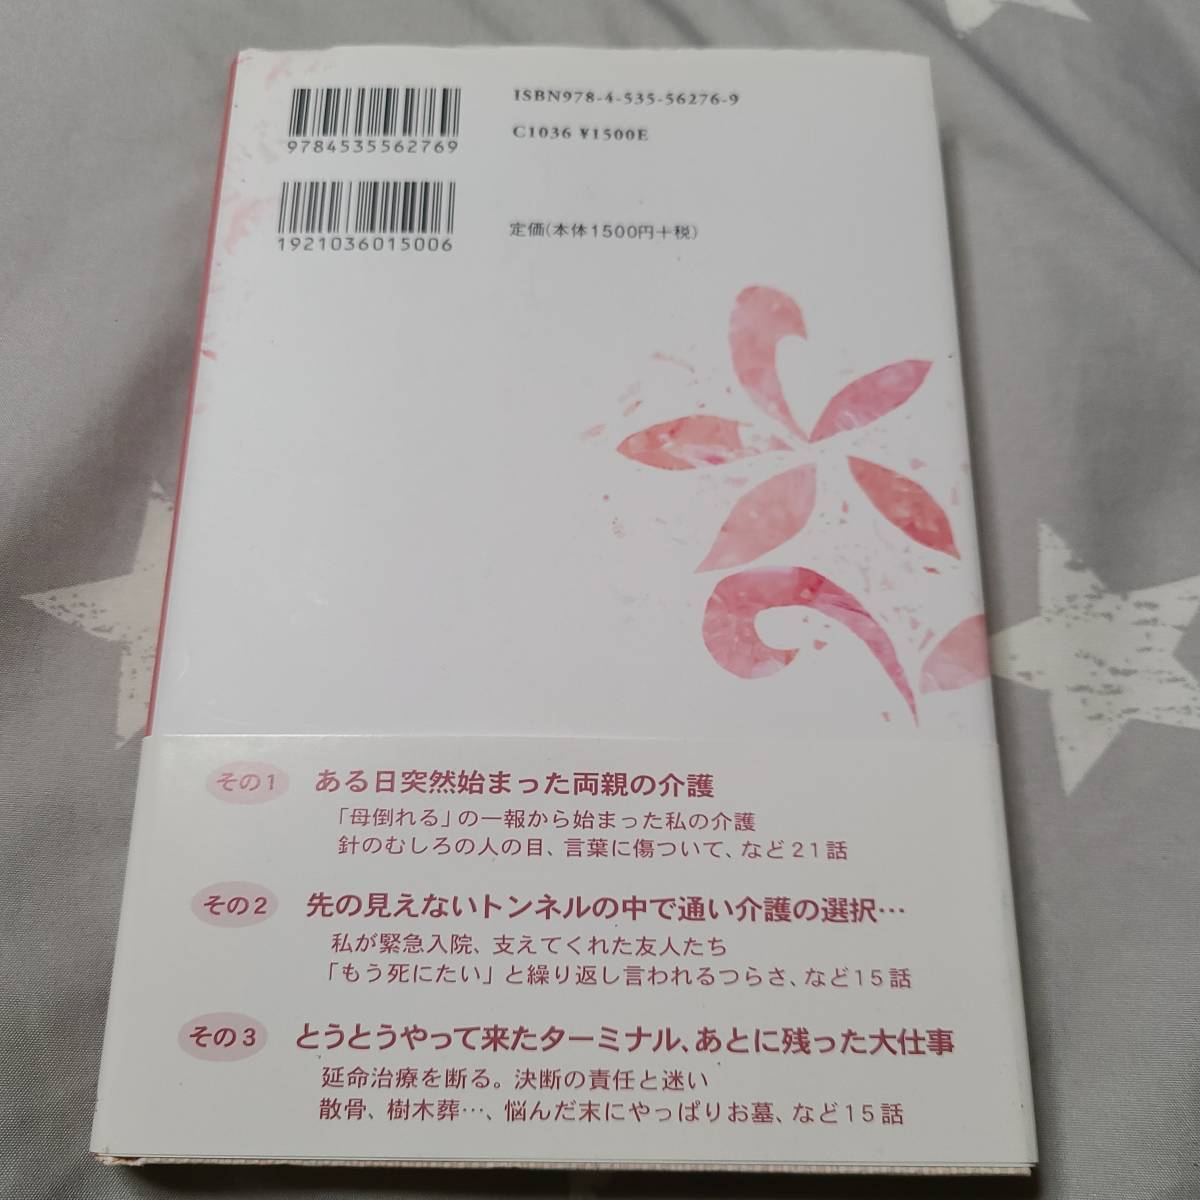 ISBN978-4-535-56276-9
C1036 ¥1500E
9784535562769
1921036015006
定価(本体1500円+税)
その1 ある日突然始まった両親の介護
「母倒れる」の一報から始まった私の介護
針のむしろの人の目、言葉に傷ついて、など21話
その2 先の見えないトンネルの中で通い介護の選択…
私が緊急入院、支えてくれた友人たち
「もう死にたい」と繰り返し言われるつらさ、など15話
その3 とうとうやって来たターミナル、あとに残った大仕事
延命治療を断る。決断の責任と迷い
散骨、樹木葬…、悩んだ末にやっぱりお墓、など15話